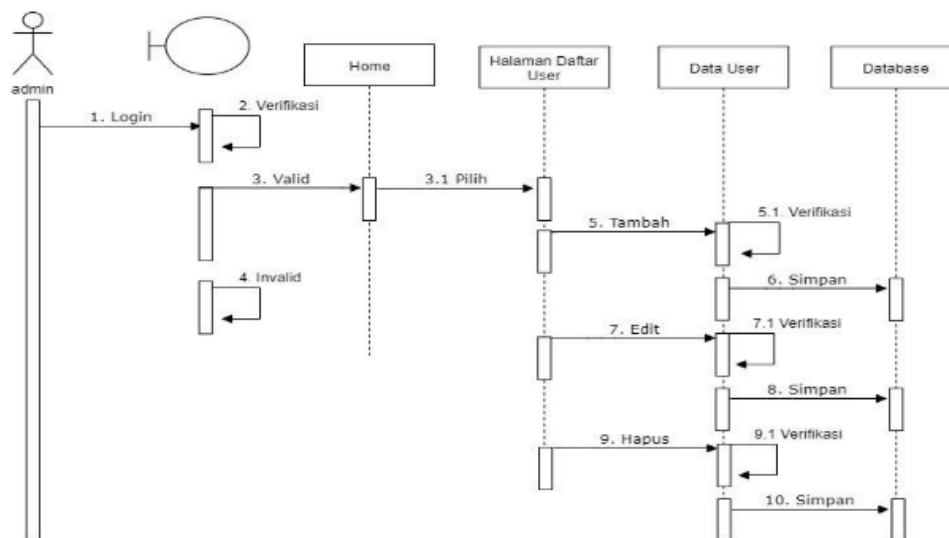 admin
Home
Halaman Daftar
User
Data User
Database
1. Login
2. Verifikasi
3. Valid
3.1 Pilih
4. Invalid
5. Tambah
5.1. Verifikasi
6. Simpan
7. Edit
7.1 Verifikasi
8. Simpan
9. Hapus
9.1 Verifikasi
10. Simpan